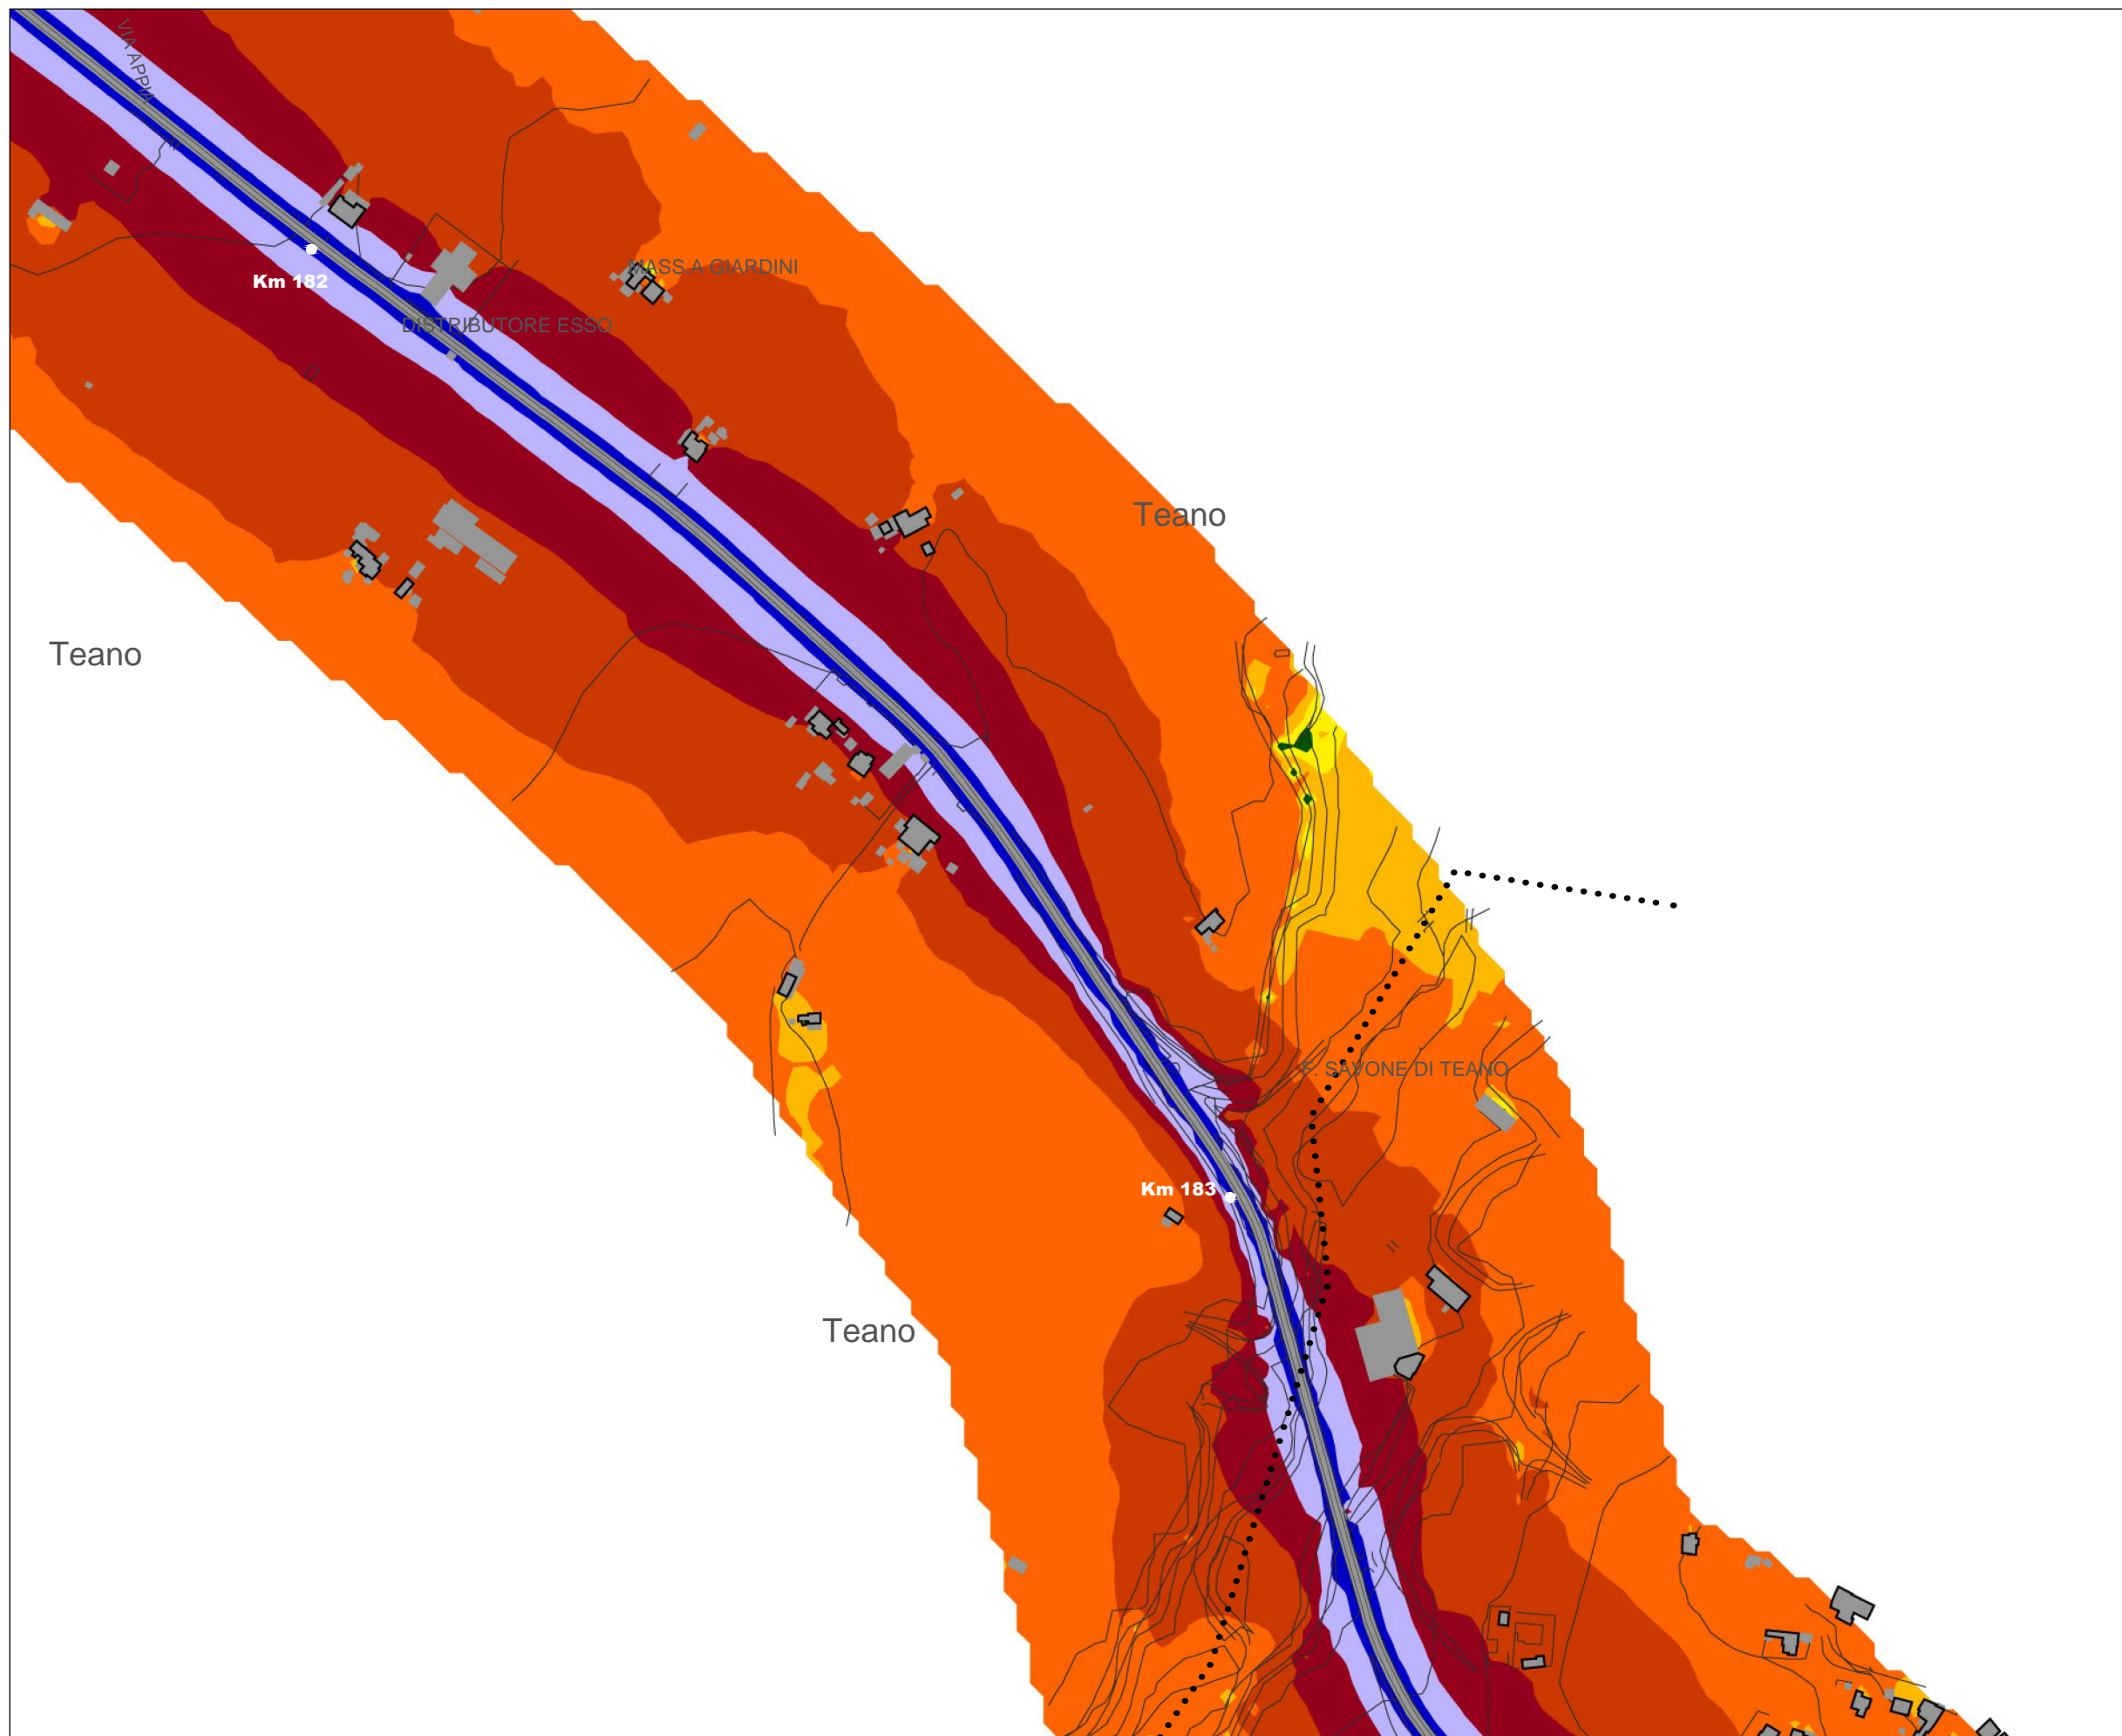 VIA APPIA
MASS.A GIARDINI
Km 182
DISTRIBUTORE ESSO
Teano
Teano
F. SAVONE DI TEANO
Km 183
Teano